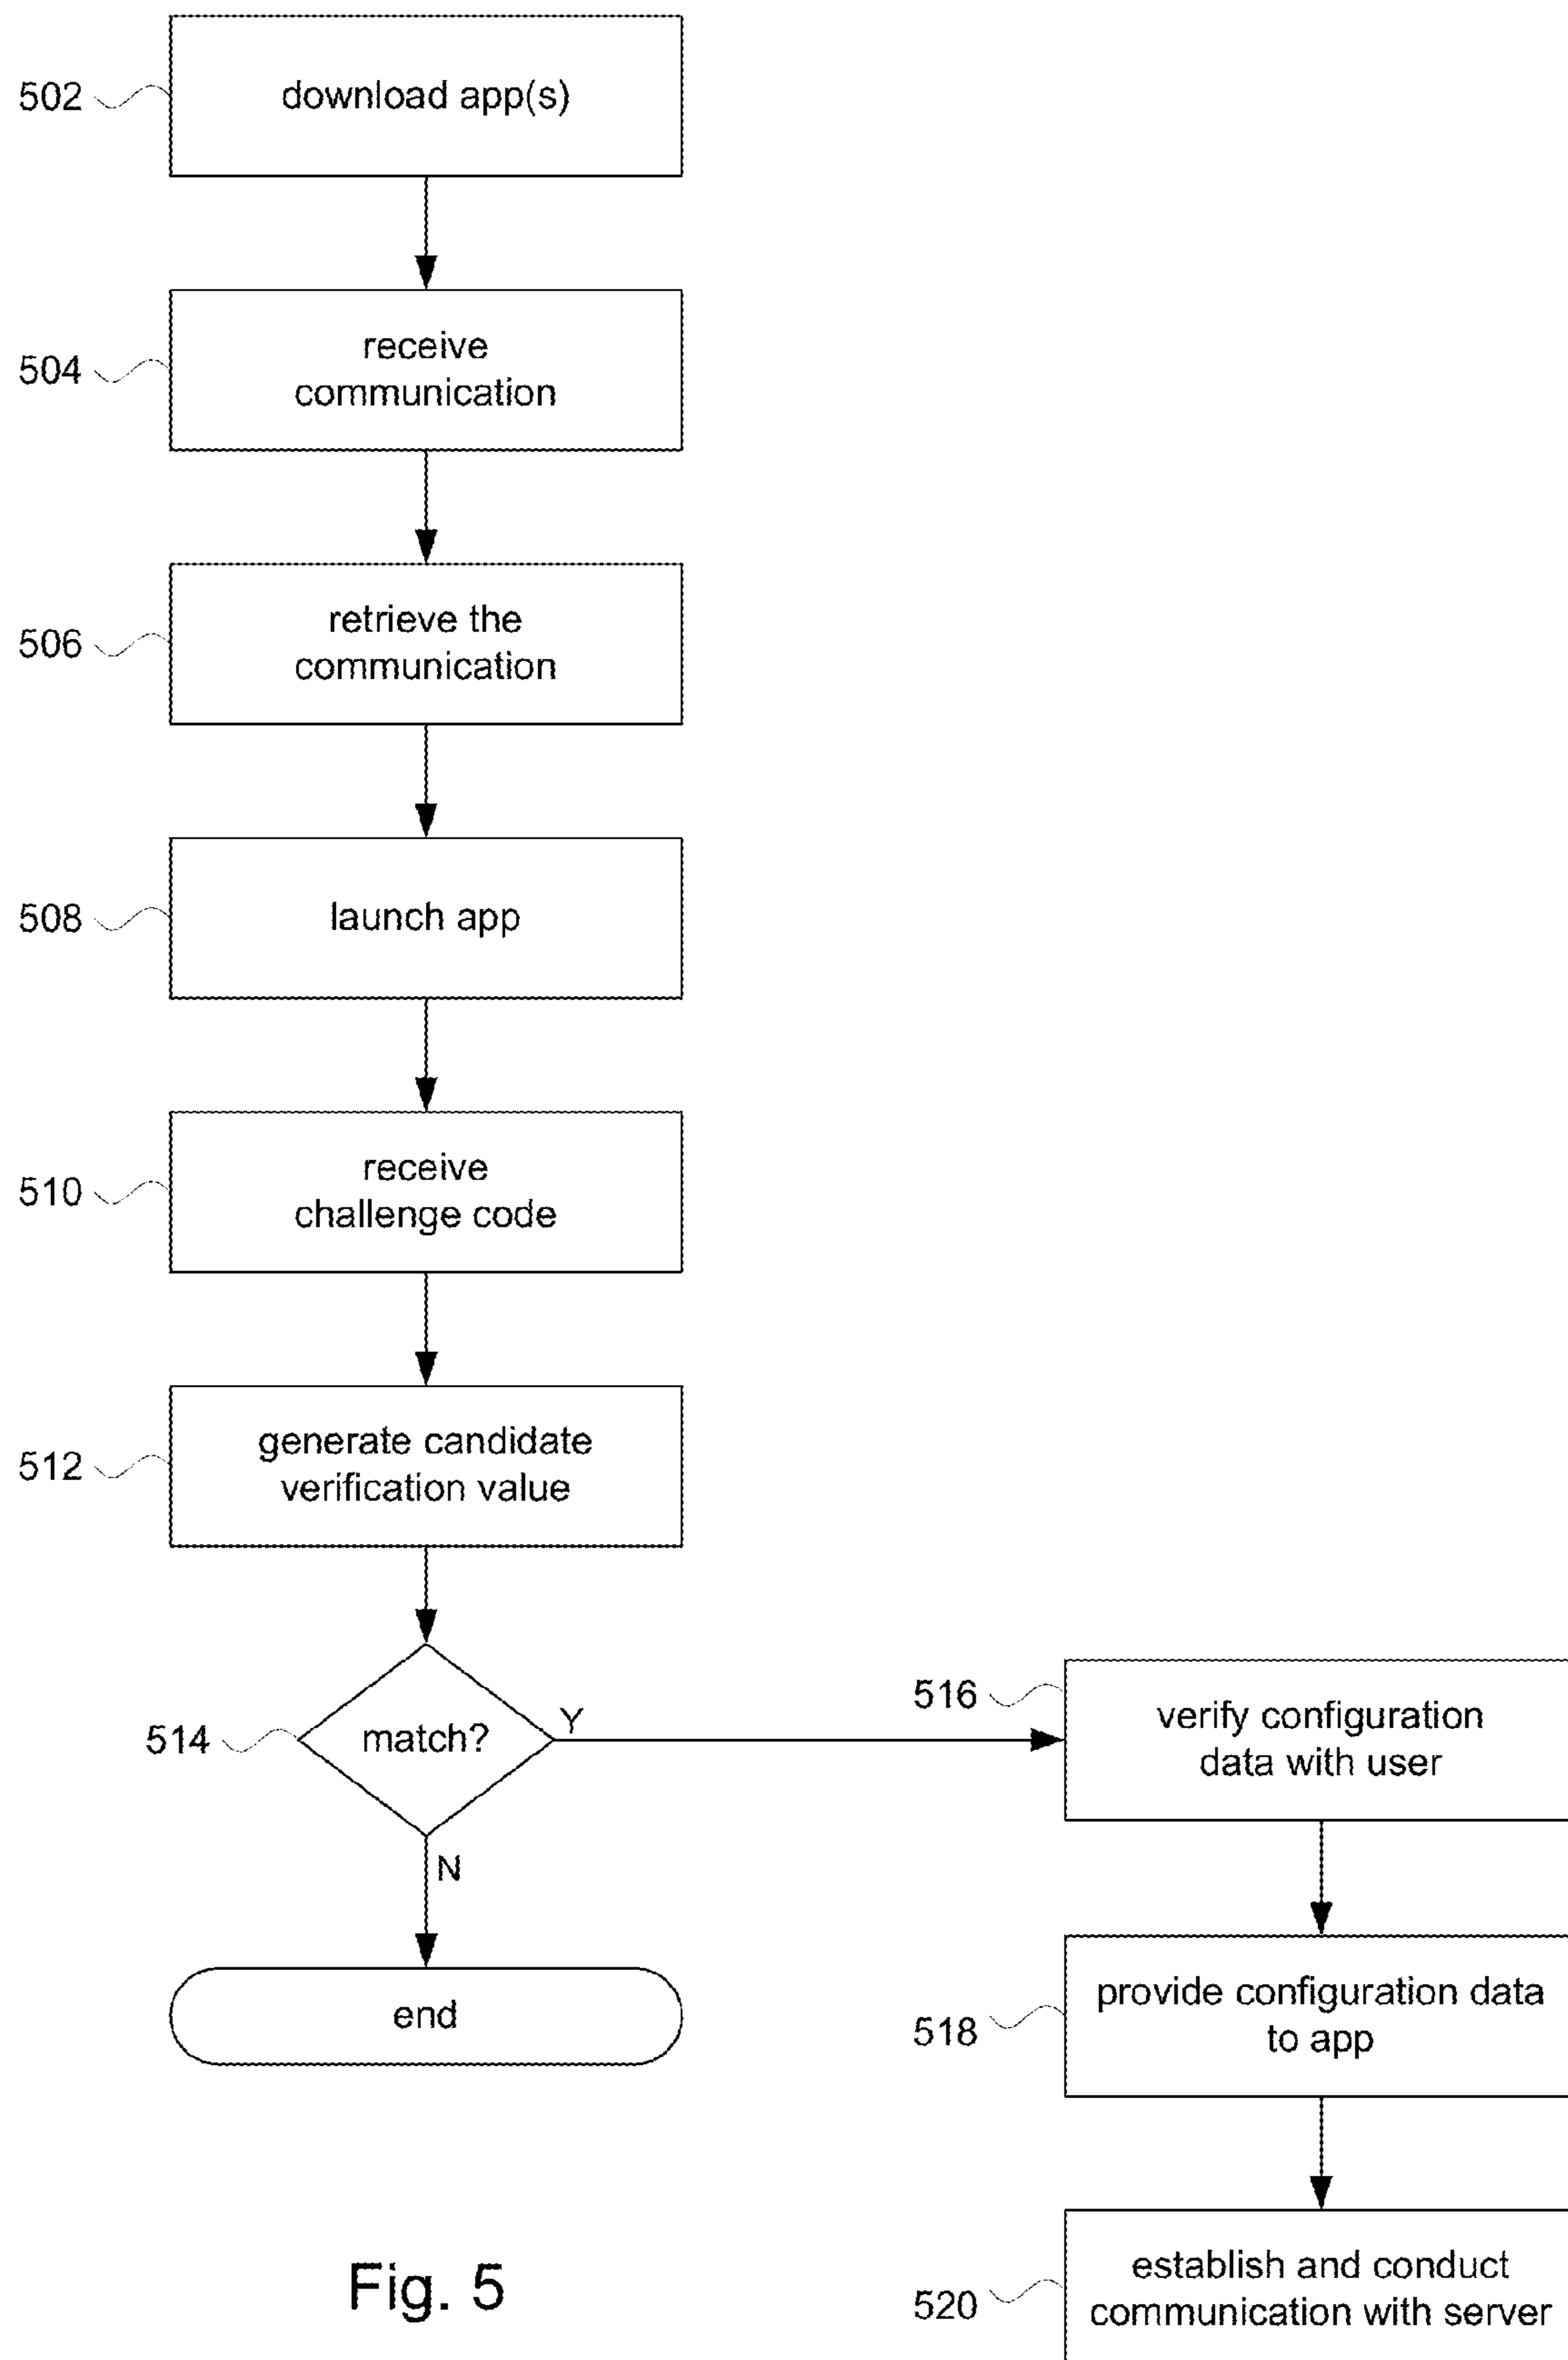 502
download app(s)
504
receive
communication
506
retrieve the
communication
508
launch app
510
receive
challenge code
512
generate candidate
verification value
514
match?
Y
N
end
516
verify configuration
data with user
518
provide configuration data
to app
520
establish and conduct
communication with server
Fig. 5